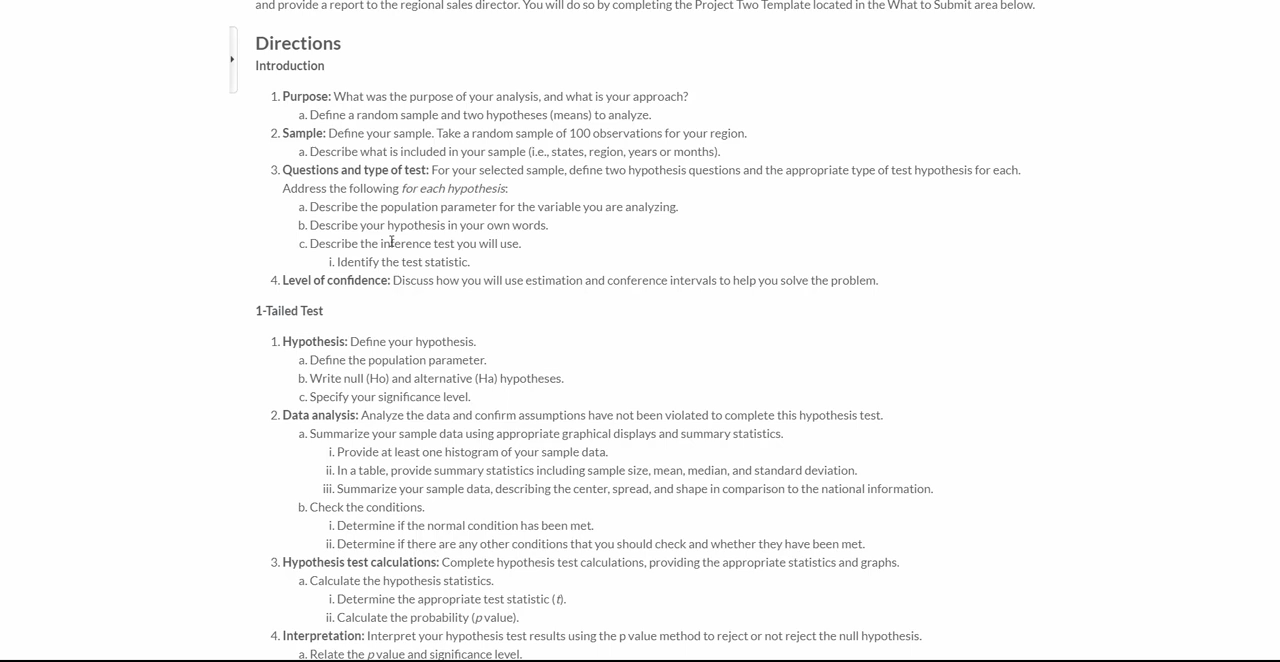 and provide a report to the regional sales director. You will do so by completing the Project Two Template located in the What to Submit area below.
Directions
Introduction
1. Purpose: What was the purpose of your analysis, and what is your approach?
a. Define a random sample and two hypotheses (means) to analyze.
2. Sample: Define your sample. Take a random sample of 100 observations for your region.
a. Describe what is included in your sample (i.e., states, region, years or months).
3. Questions and type of test: For your selected sample, define two hypothesis questions and the appropriate type of test hypothesis for each.
Address the following for each hypothesis:
a. Describe the population parameter for the variable you are analyzing.
b. Describe your hypothesis in your own words.
c. Describe the inference test you will use.
i. Identify the test statistic.
4. Level of confidence: Discuss how you will use estimation and conference intervals to help you solve the problem.
1-Tailed Test
1. Hypothesis: Define your hypothesis.
a. Define the population parameter.
b. Write null (Ho) and alternative (Ha) hypotheses.
c. Specify your significance level.
2. Data analysis: Analyze the data and confirm assumptions have not been violated to complete this hypothesis test.
a. Summarize your sample data using appropriate graphical displays and summary statistics.
i. Provide at least one histogram of your sample data.
ii. In a table, provide summary statistics including sample size, mean, median, and standard deviation.
iii. Summarize your sample data, describing the center, spread, and shape in comparison to the national information.
b. Check the conditions.
i. Determine if the normal condition has been met.
ii. Determine if there are any other conditions that you should check and whether they have been met.
3. Hypothesis test calculations: Complete hypothesis test calculations, providing the appropriate statistics and graphs.
a. Calculate the hypothesis statistics.
i. Determine the appropriate test statistic (t).
ii. Calculate the probability (p value).
4. Interpretation: Interpret your hypothesis test results using the p value method to reject or not reject the null hypothesis.
a. Relate the p value and significance level.